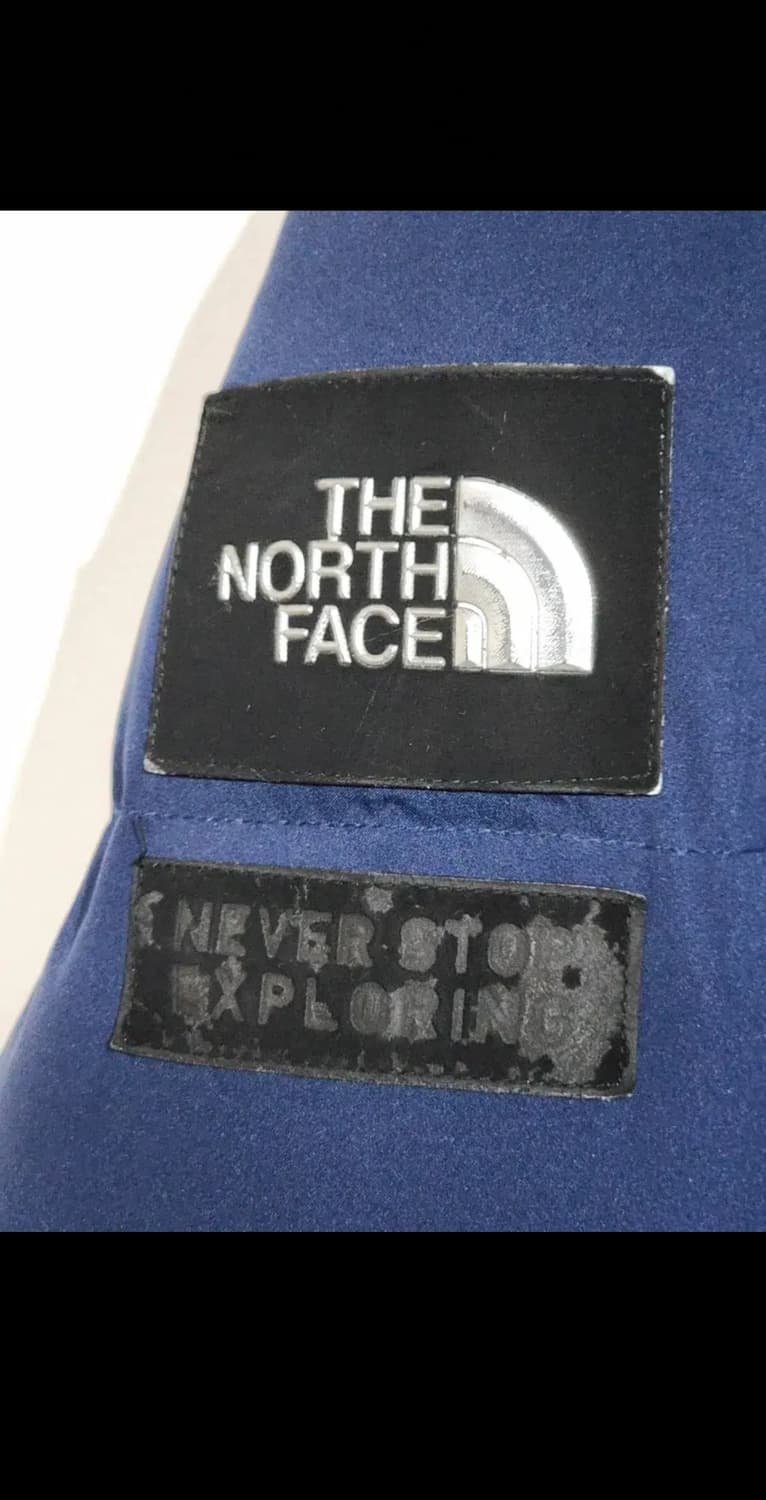 THE
NORTH
FACE
NEVER STOP
EXPLORING